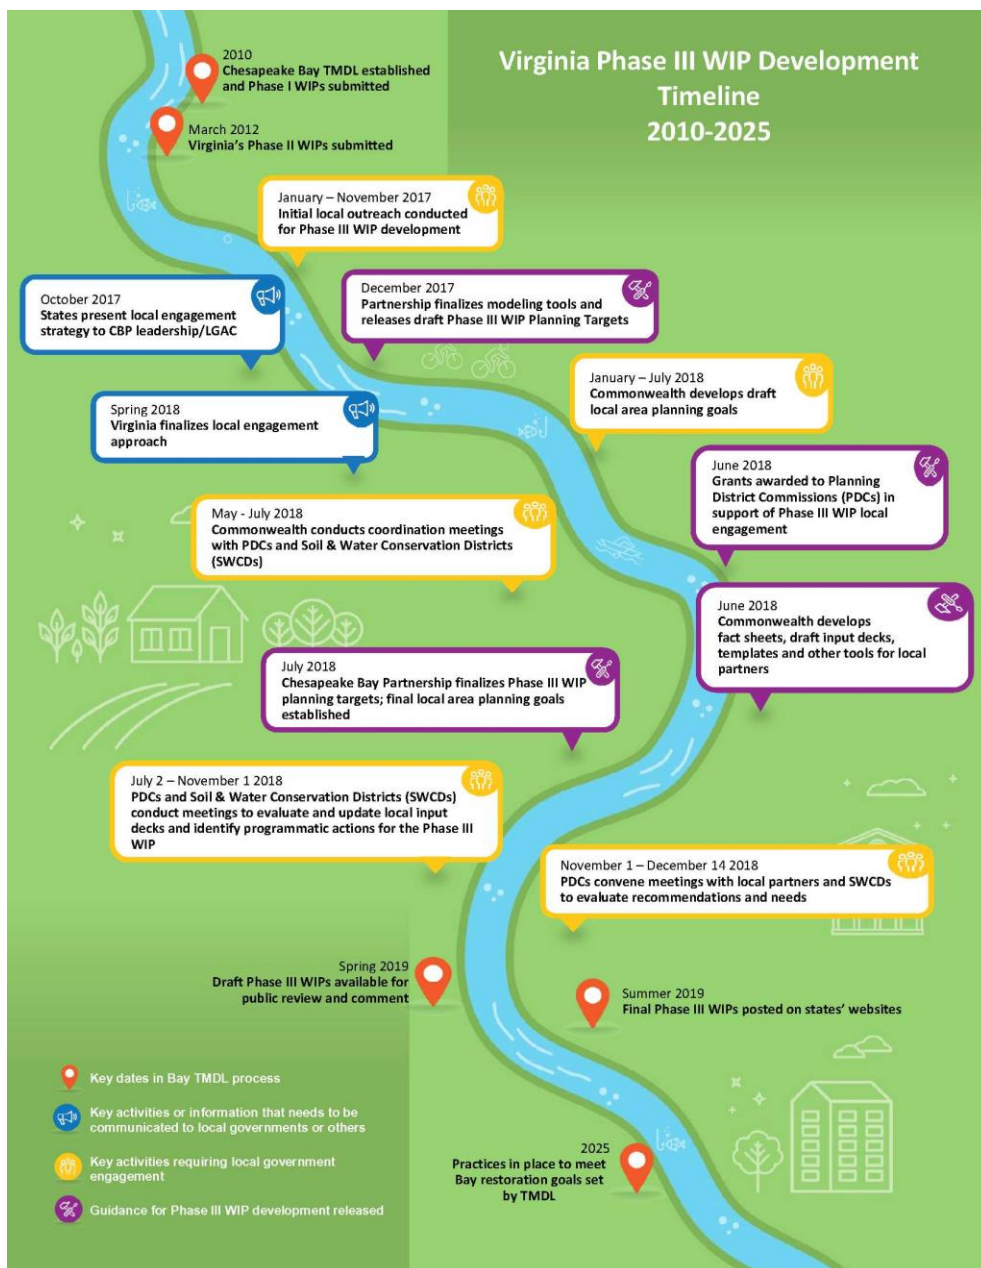 Virginia Phase III WIP Development
Timeline
2010-2025
2010
Chesapeake Bay TMDL established
and Phase I WIPs submitted
March 2012
Virginia's Phase II WIPs submitted
January – November 2017
Initial local outreach conducted
for Phase III WIP development
October 2017
States present local engagement
strategy to CBP leadership/LGAC
December 2017
Partnership finalizes modeling tools and
releases draft Phase III WIP Planning Targets
Spring 2018
Virginia finalizes local engagement
approach
January – July 2018
Commonwealth develops draft
local area planning goals
May - July 2018
Commonwealth conducts coordination meetings
with PDCs and Soil & Water Conservation Districts
(SWCDs)
June 2018
Grants awarded to Planning
District Commissions (PDCs) in
support of Phase III WIP local
engagement
June 2018
Commonwealth develops
fact sheets, draft input decks,
templates and other tools for local
partners
July 2018
Chesapeake Bay Partnership finalizes Phase III WIP
planning targets; final local area planning goals
established
July 2 – November 1 2018
PDCs and Soil & Water Conservation Districts (SWCDs)
conduct meetings to evaluate and update local input
decks and identify programmatic actions for the Phase III
WIP
November 1 – December 14 2018
PDCs convene meetings with local partners and SWCDs
to evaluate recommendations and needs
Spring 2019
Draft Phase III WIPs available for
public review and comment
Summer 2019
Final Phase III WIPs posted on states' websites
Key dates in Bay TMDL process
Key activities or information that needs to be
communicated to local governments or others
Key activities requiring local government
engagement
Guidance for Phase III WIP development released
2025
Practices in place to meet
Bay restoration goals set
by TMDL